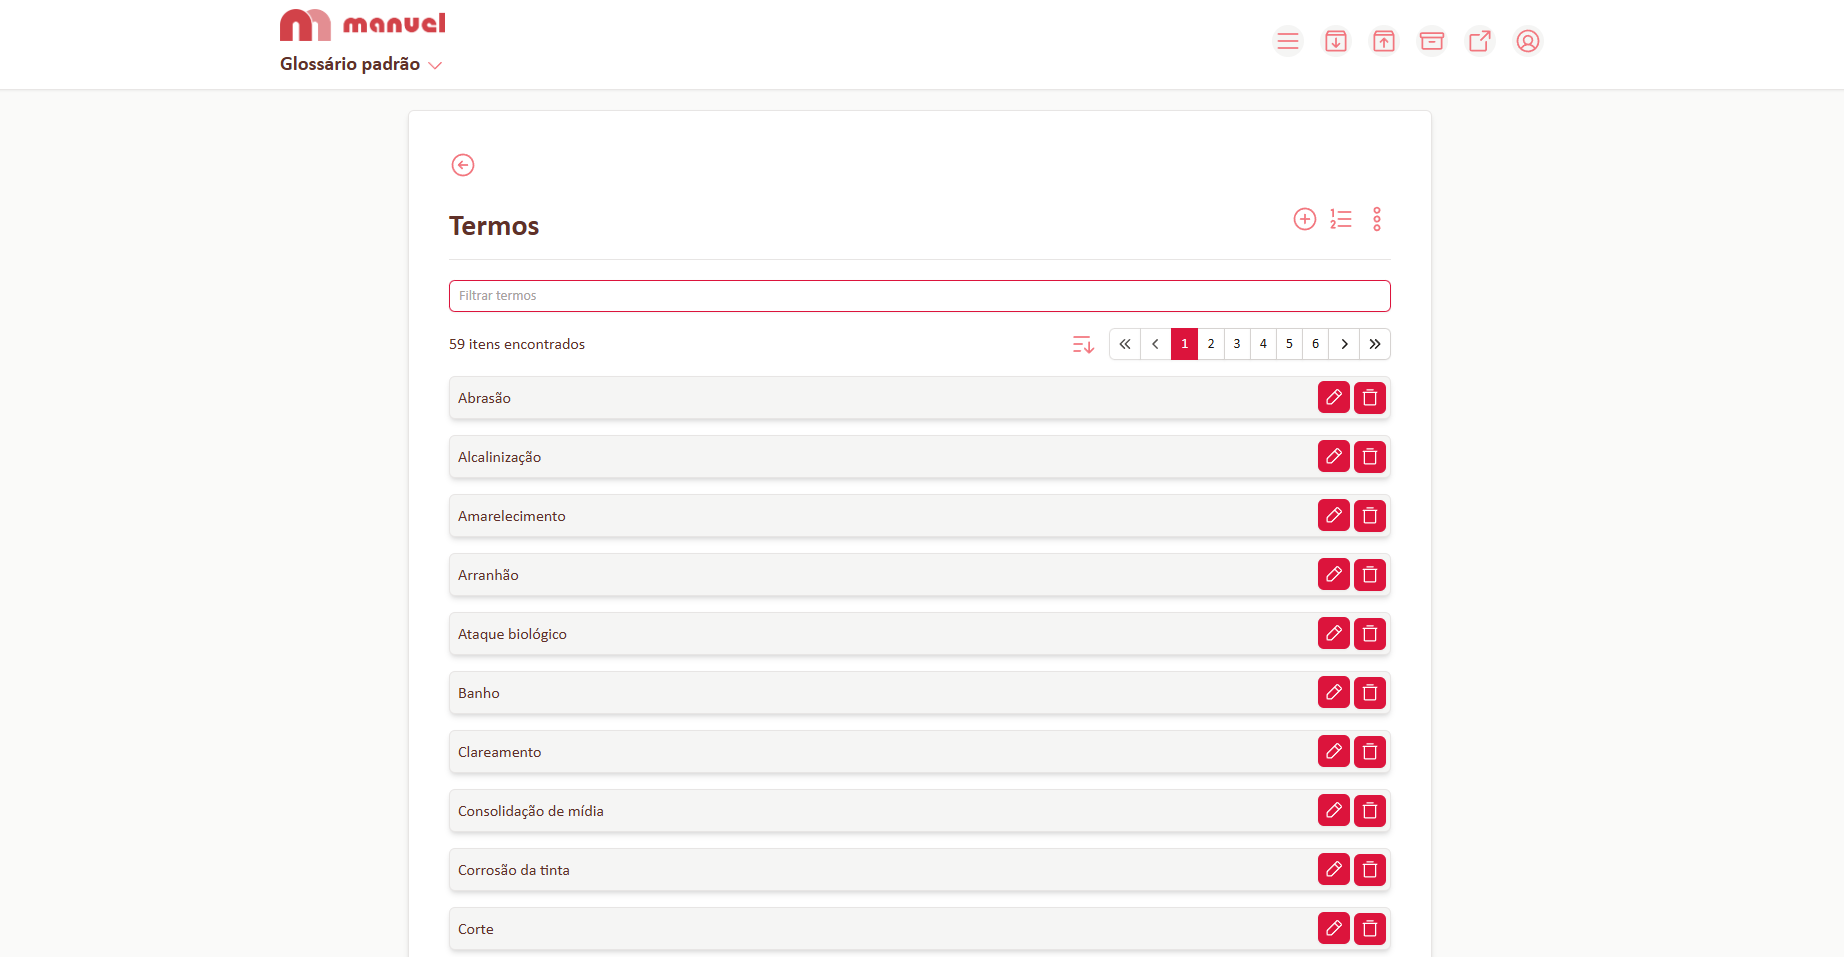 manuel
Glossário padrão
Termos
Filtrar termos
59 itens encontrados
1 2 3 4 5 6
Abrasão
Alcalinização
Amarelecimento
Arranhão
Ataque biológico
Banho
Clareamento
Consolidação de mídia
Corrosão da tinta
Corte